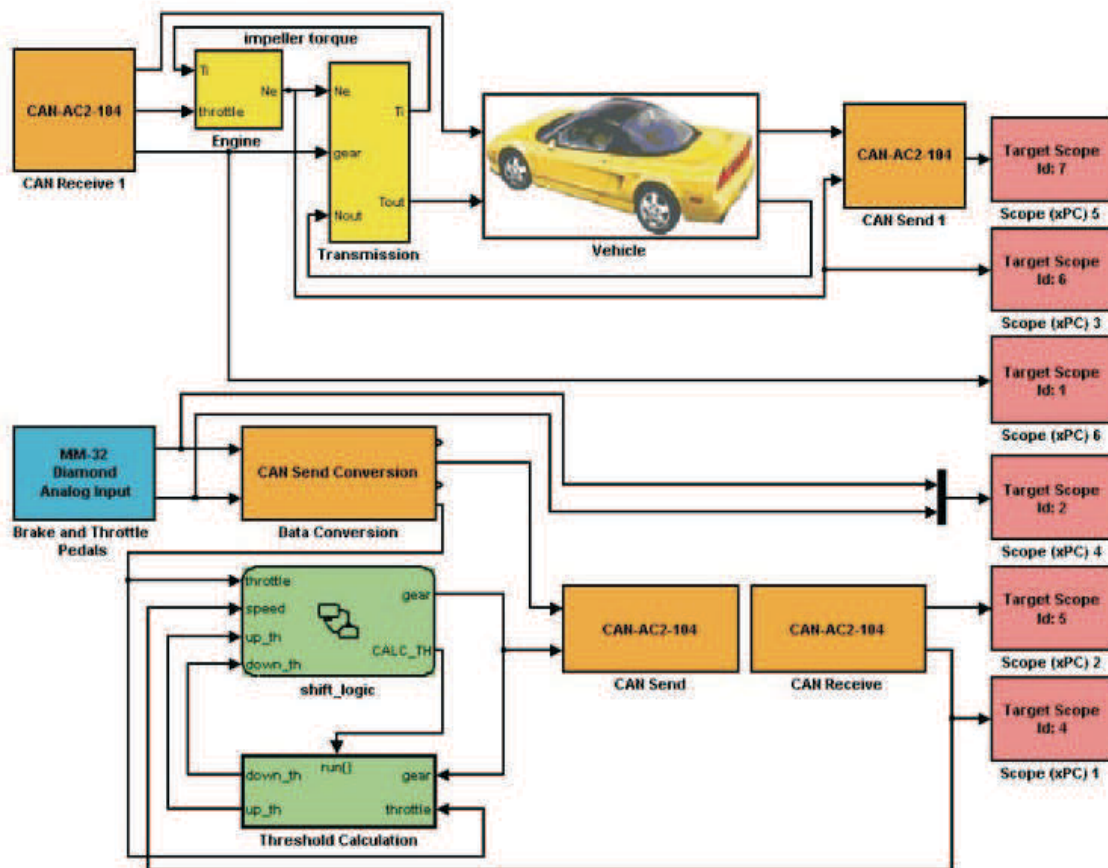 impeller torque
CAN-AC2-104
CAN Receive 1
Ti
throttle
Ne
Engine
Ne
gear
Nout
Ti
Tout
Transmission
Vehicle
CAN-AC2-104
CAN Send 1
Target Scope
Id: 7
Scope (xPC) 5
Target Scope
Id: 6
Scope (xPC) 3
Target Scope
Id: 1
Scope (xPC) 6
MM-32
Diamond
Analog Input
Brake and Throttle
Pedals
CAN Send Conversion
Data Conversion
Target Scope
Id: 2
Scope (xPC) 4
throttle
speed
up_th
down_th
gear
CALC_TH
shift_logic
CAN-AC2-104
CAN Send
CAN-AC2-104
CAN Receive
Target Scope
Id: 5
Scope (xPC) 2
Target Scope
Id: 4
Scope (xPC) 1
run()
down_th
up_th
gear
throttle
Threshold Calculation